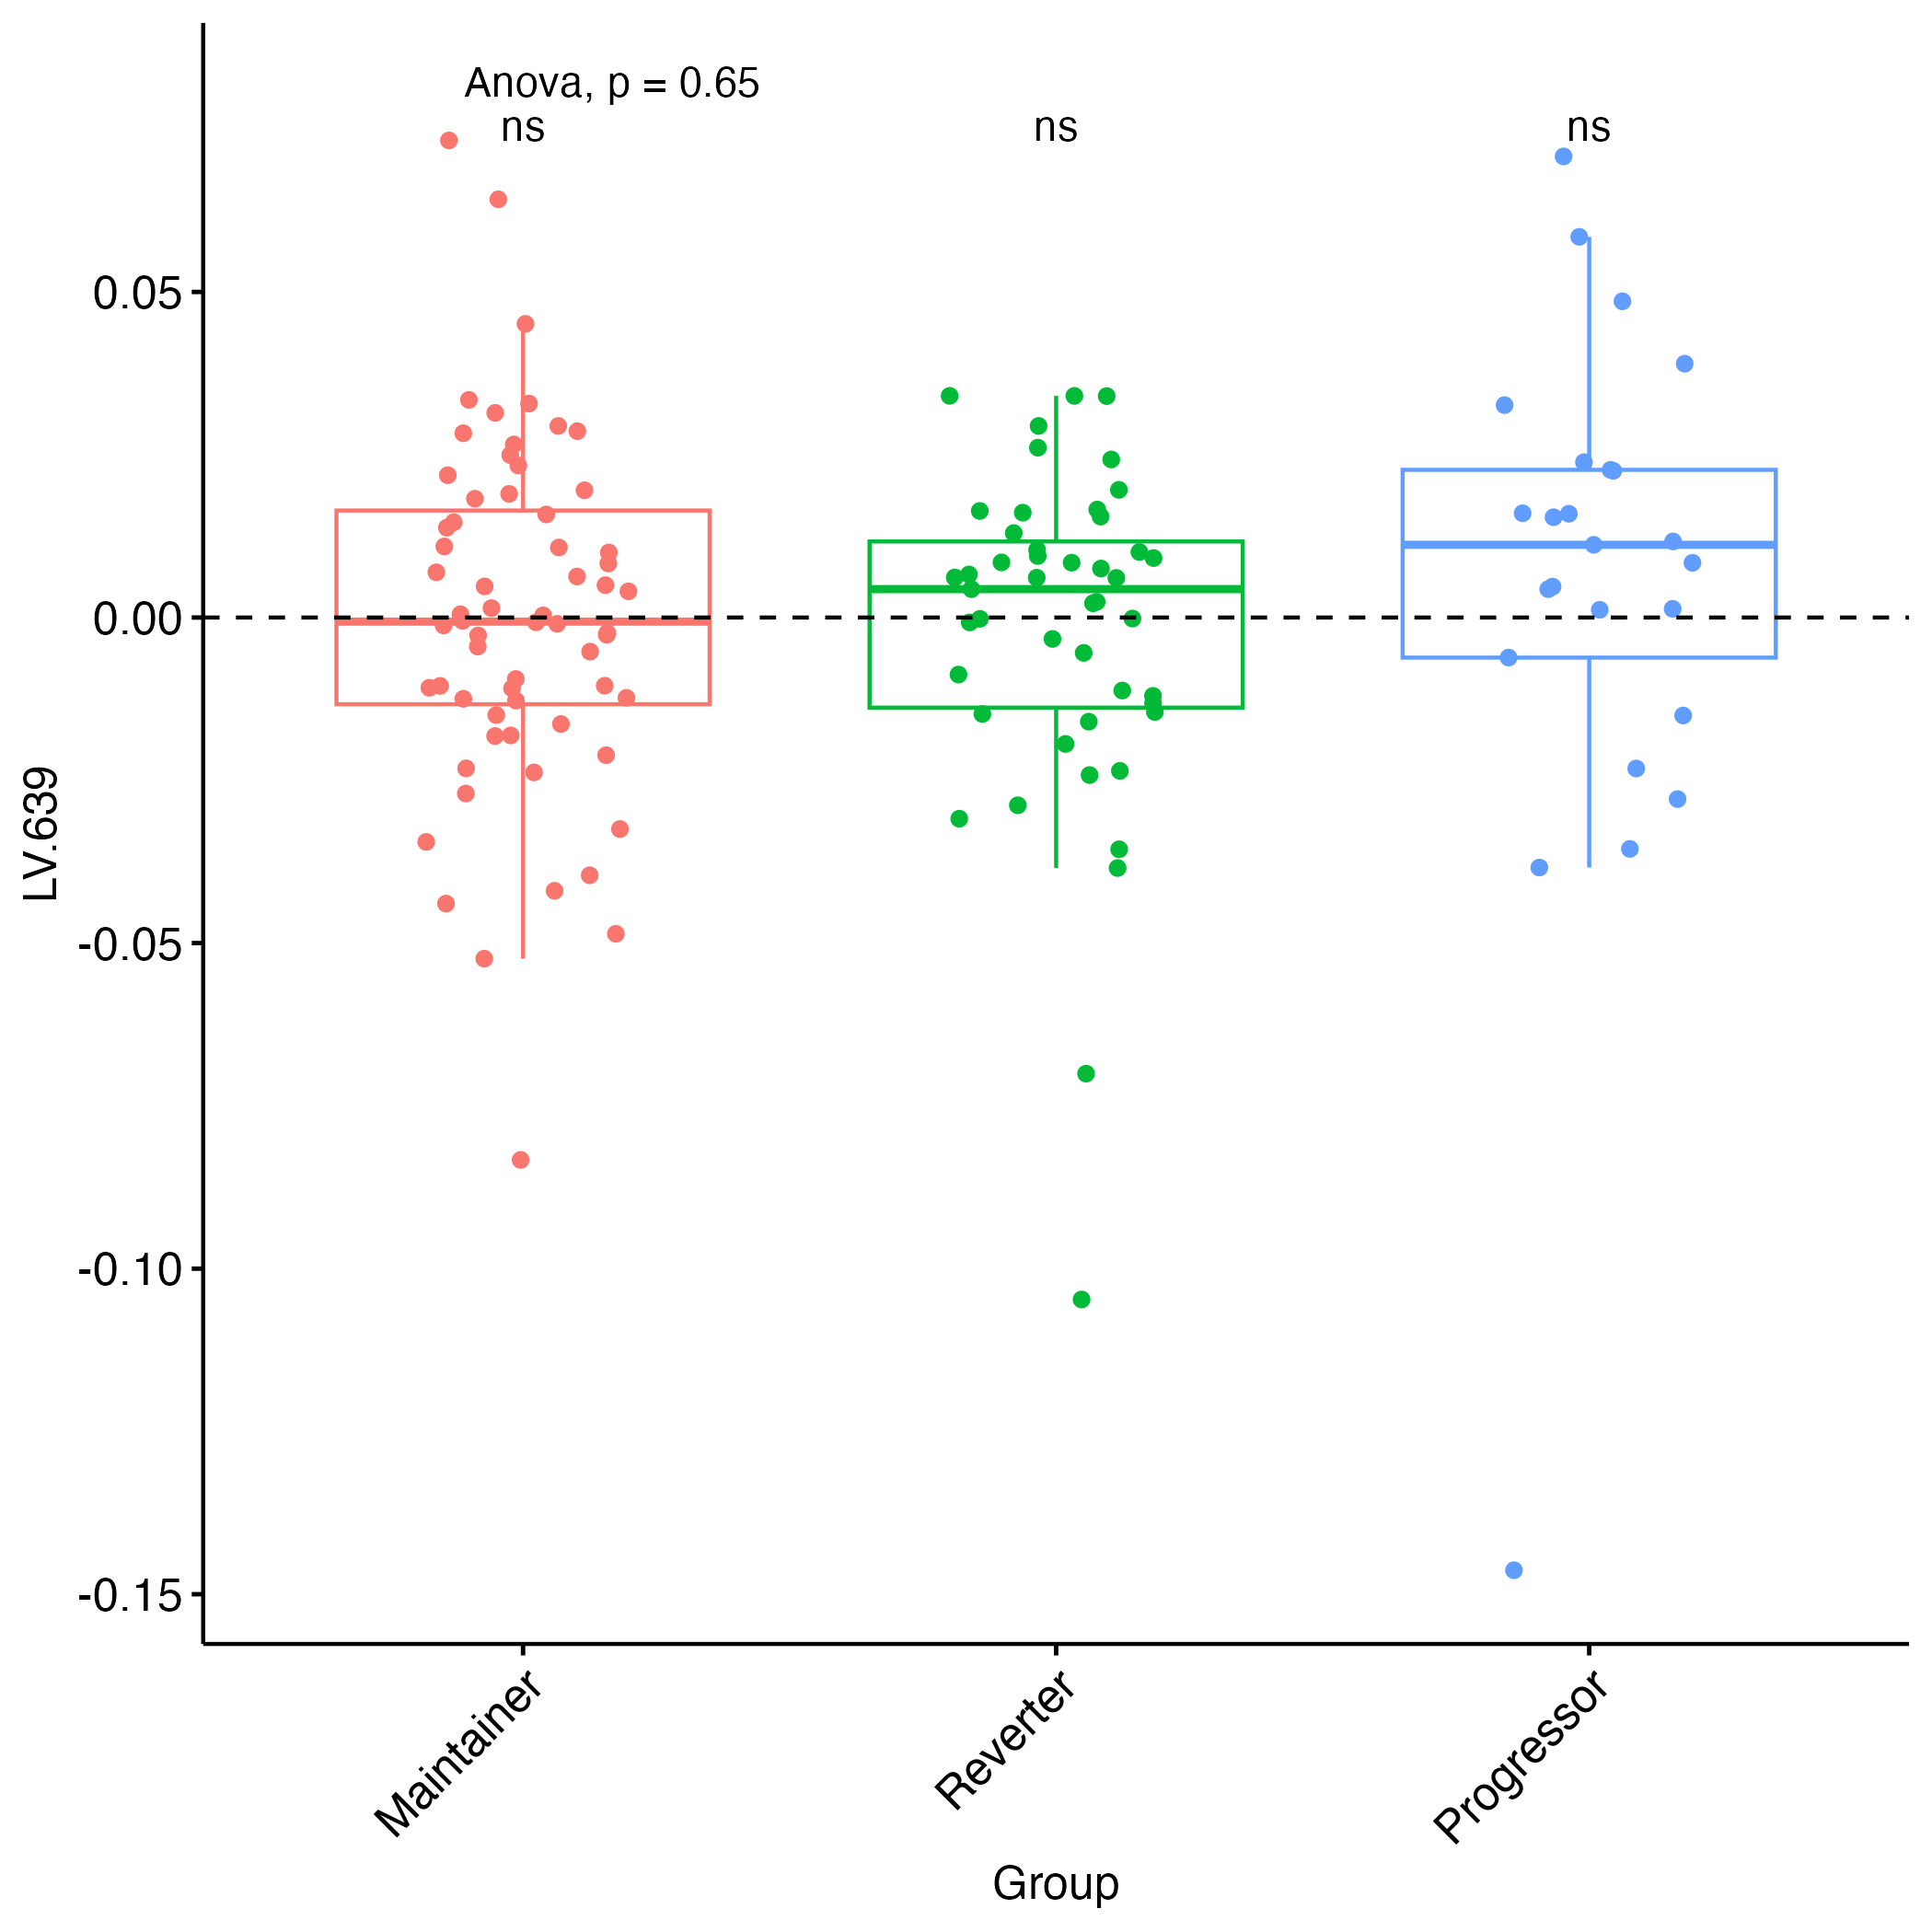 Anova, p = 0.65
ns ns ns
0.05
0.00
-0.05
-0.10
-0.15
LV.639
Maintainer Reverter Progressor
Group